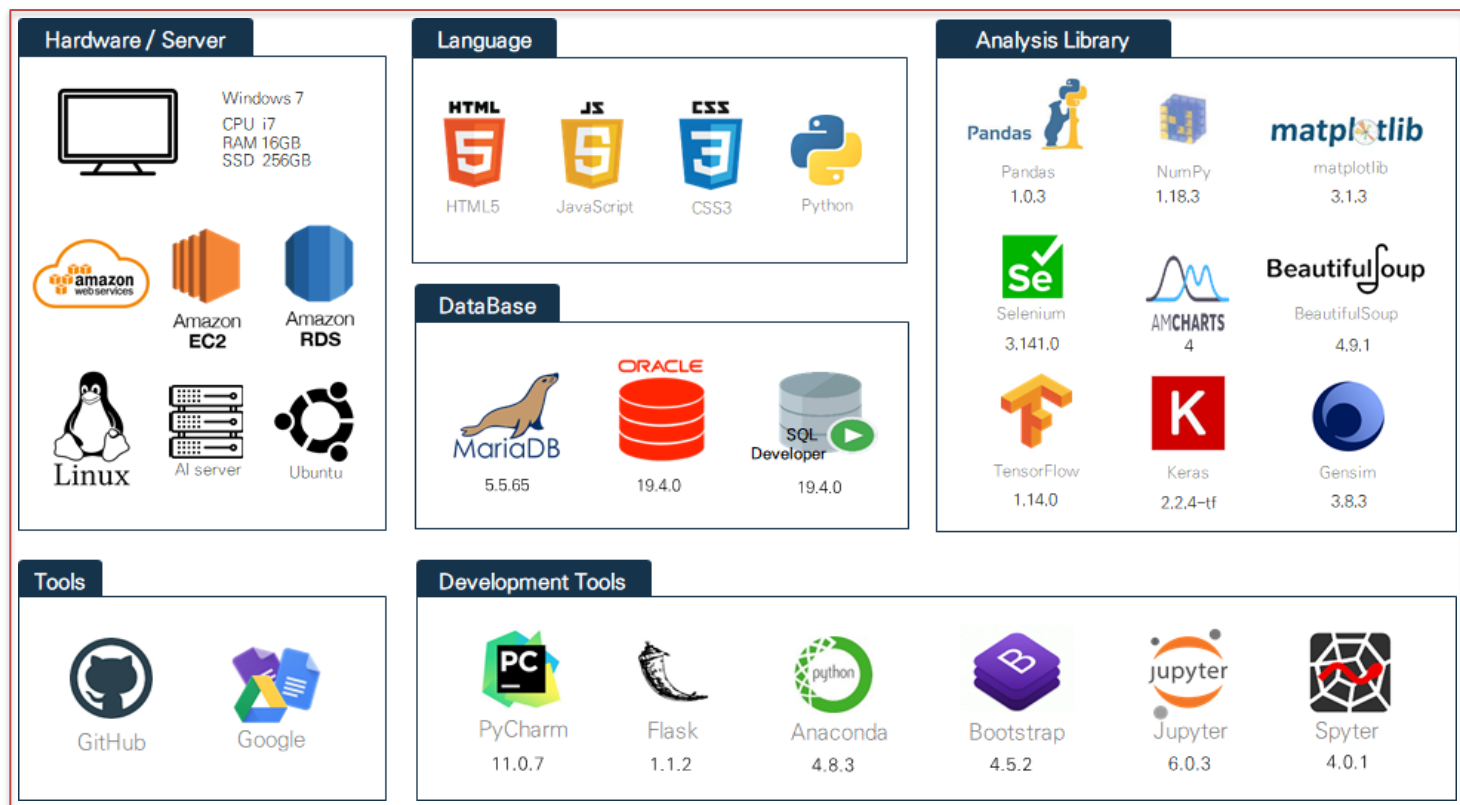 Hardware / Server
Windows 7
CPU i7
RAM 16GB
SSD 256GB
amazon
webservices
Amazon
EC2
Amazon
RDS
Linux
AI server
Ubuntu
Language
HTML
5
HTML5
JS
5
JavaScript
CSS
3
CSS3
Python
DataBase
MariaDB
5.5.65
ORACLE
19.4.0
SQL
Developer
19.4.0
Analysis Library
Pandas
Pandas
1.0.3
NumPy
1.18.3
matplotlib
matplotlib
3.1.3
Se
Selenium
3.141.0
AMCHARTS
4
BeautifulSoup
BeautifulSoup
4.9.1
TensorFlow
1.14.0
K
Keras
2.2.4-tf
Gensim
3.8.3
Tools
GitHub
Google
Development Tools
PC
PyCharm
11.0.7
Flask
1.1.2
python
Anaconda
4.8.3
B
Bootstrap
4.5.2
jupyter
Jupyter
6.0.3
Spyter
4.0.1